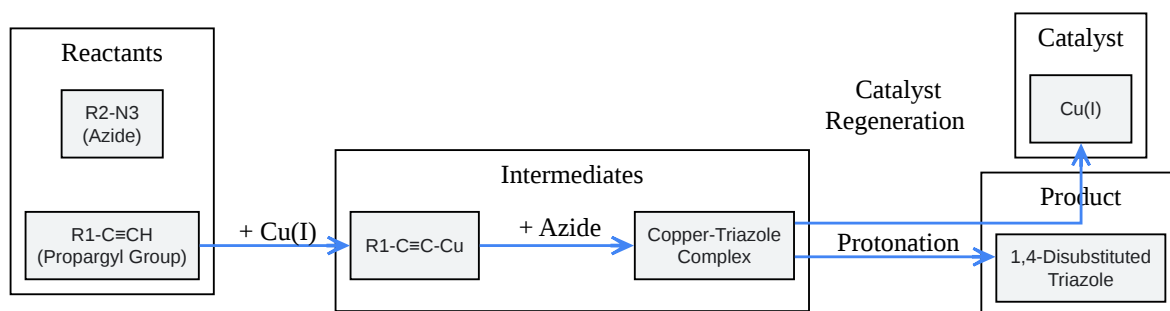 Reactants
R2-N3
(Azide)
R1-C≡CH
(Propargyl Group)
+ Cu(I)
Intermediates
R1-C≡C-Cu
+ Azide
Copper-Triazole
Complex
Catalyst
Regeneration
Protonation
Catalyst
Cu(I)
Product
1,4-Disubstituted
Triazole